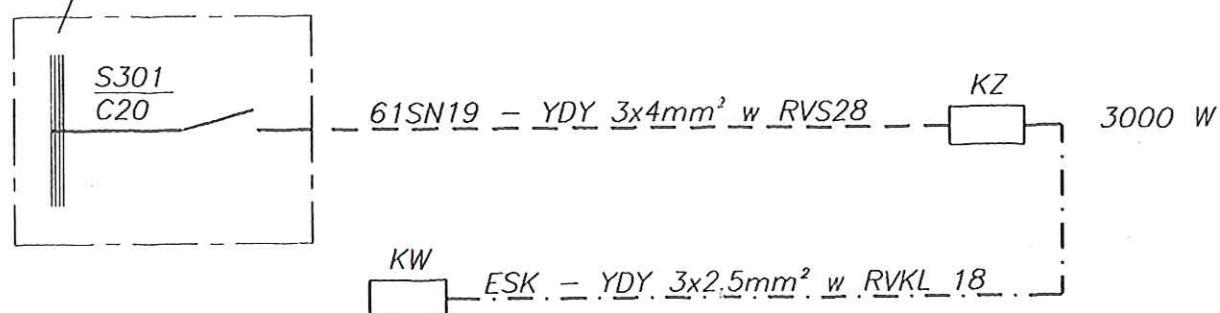 S301
C20
61SN19 – YDY 3x4mm² w RVS28
KZ
3000 W
KW
ESK – YDY 3x2.5mm² w RVKL 18